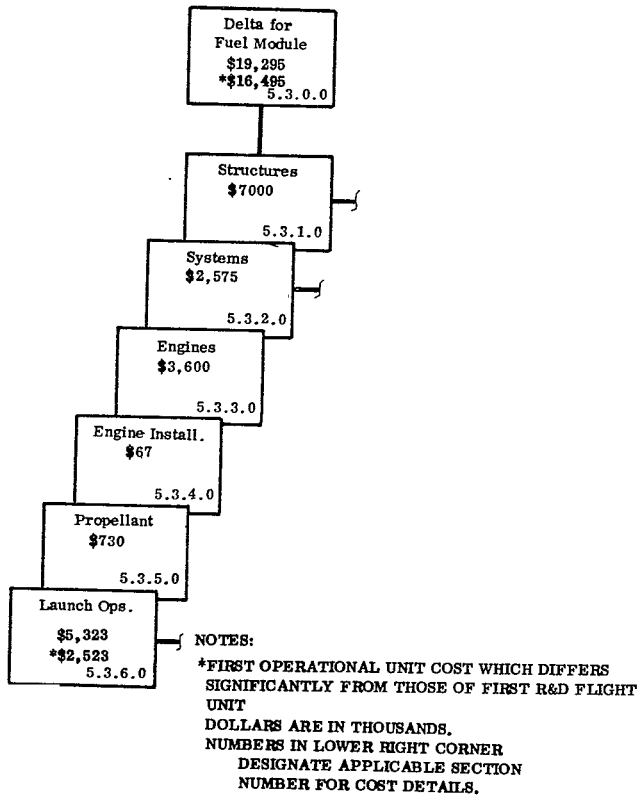 Delta for
Fuel Module
$19,295
*$16,495
5.3.0.0
Structures
$7000
5.3.1.0
Systems
$2,575
5.3.2.0
Engines
$3,600
5.3.3.0
Engine Install.
$67
5.3.4.0
Propellant
$730
5.3.5.0
Launch Ops.
$5,323
*$2,523
5.3.6.0
NOTES:
*FIRST OPERATIONAL UNIT COST WHICH DIFFERS
SIGNIFICANTLY FROM THOSE OF FIRST R&D FLIGHT
UNIT
DOLLARS ARE IN THOUSANDS.
NUMBERS IN LOWER RIGHT CORNER
DESIGNATE APPLICABLE SECTION
NUMBER FOR COST DETAILS.